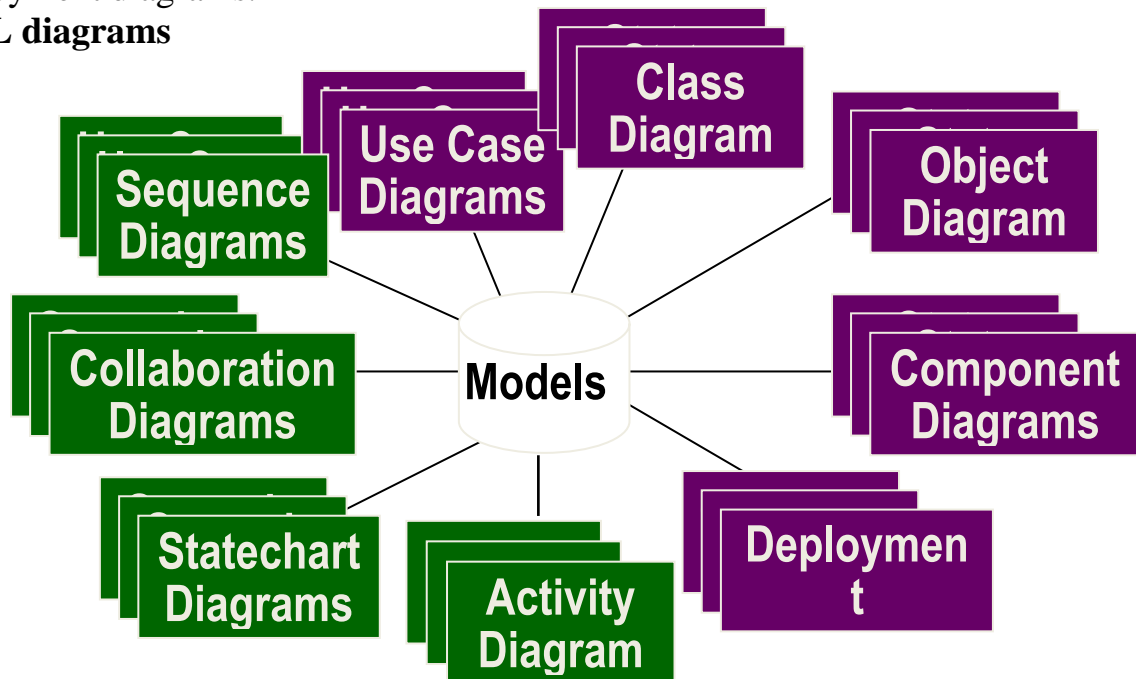 diagrams.
L diagrams
Class
Diagram
Use Case
Diagrams
Object
Diagram
Sequence
Diagrams
Models
Collaboration
Diagrams
Component
Diagrams
Statechart
Diagrams
Deploymen
t
Activity
Diagram